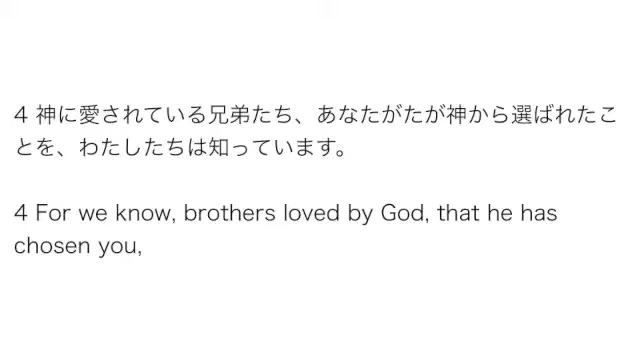 4 神に愛されている兄弟たち、あなたがたが神から選ばれたこ
とを、わたしたちは知っています。
4 For we know, brothers loved by God, that he has
chosen you,